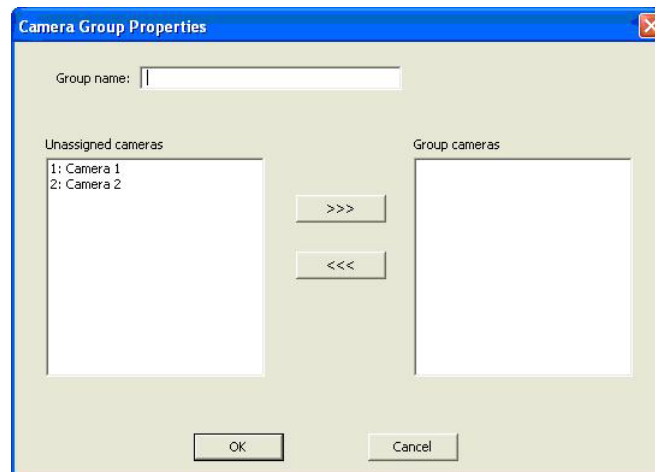 Camera Group Properties
Group name:
Unassigned cameras
Group cameras
1: Camera 1
2: Camera 2
>>>
<<<
OK
Cancel